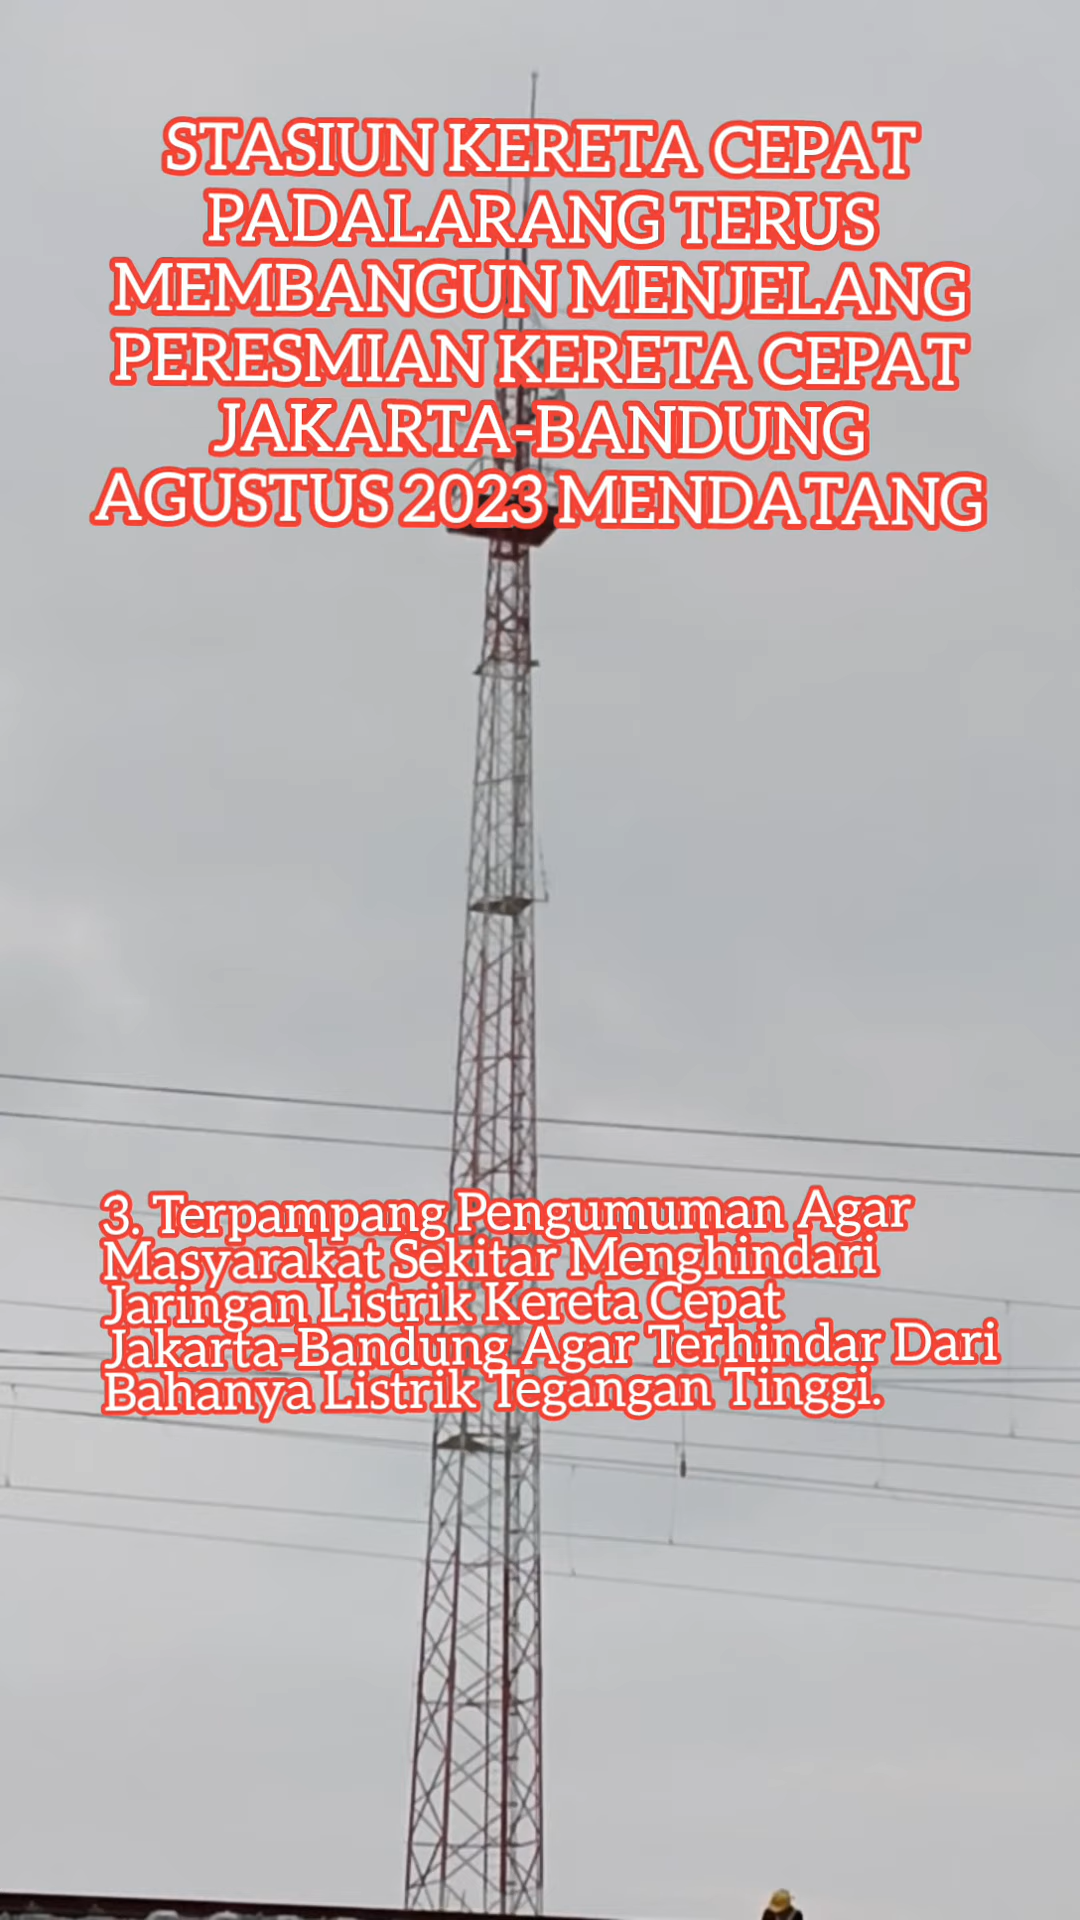 STASIUN KERETA CEPAT
PADALARANG TERUS
MEMBANGUN MENJELANG
PERESMIAN KERETA CEPAT
JAKARTA-BANDUNG
AGUSTUS 2023 MENDATANG
3. Terpampang Pengumuman Agar
Masyarakat Sekitar Menghindari
Jaringan Listrik Kereta Cepat
Jakarta-Bandung Agar Terhindar Dari
Bahanya Listrik Tegangan Tinggi.